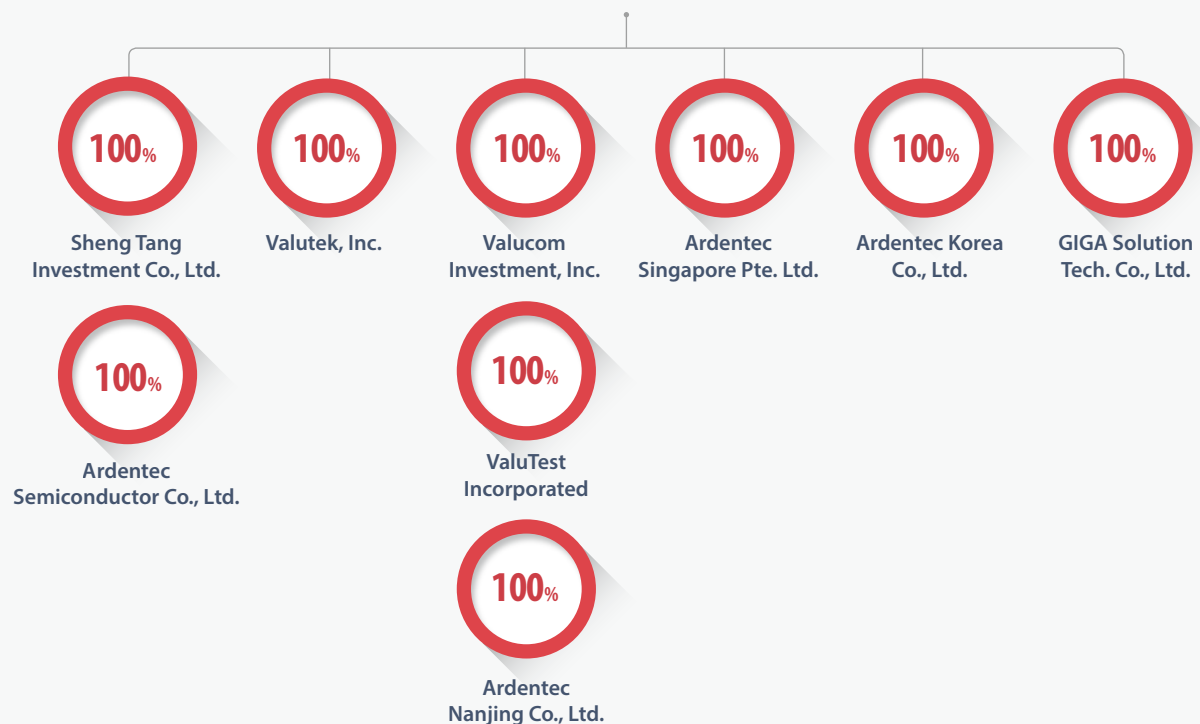 100%
100%
100%
100%
100%
100%
Sheng Tang
Investment Co., Ltd.
Valutek, Inc.
Valucom
Investment, Inc.
Ardentec
Singapore Pte. Ltd.
Ardentec Korea
Co., Ltd.
GIGA Solution
Tech. Co., Ltd.
100%
100%
Ardentec
Semiconductor Co., Ltd.
ValuTest
Incorporated
100%
Ardentec
Nanjing Co., Ltd.